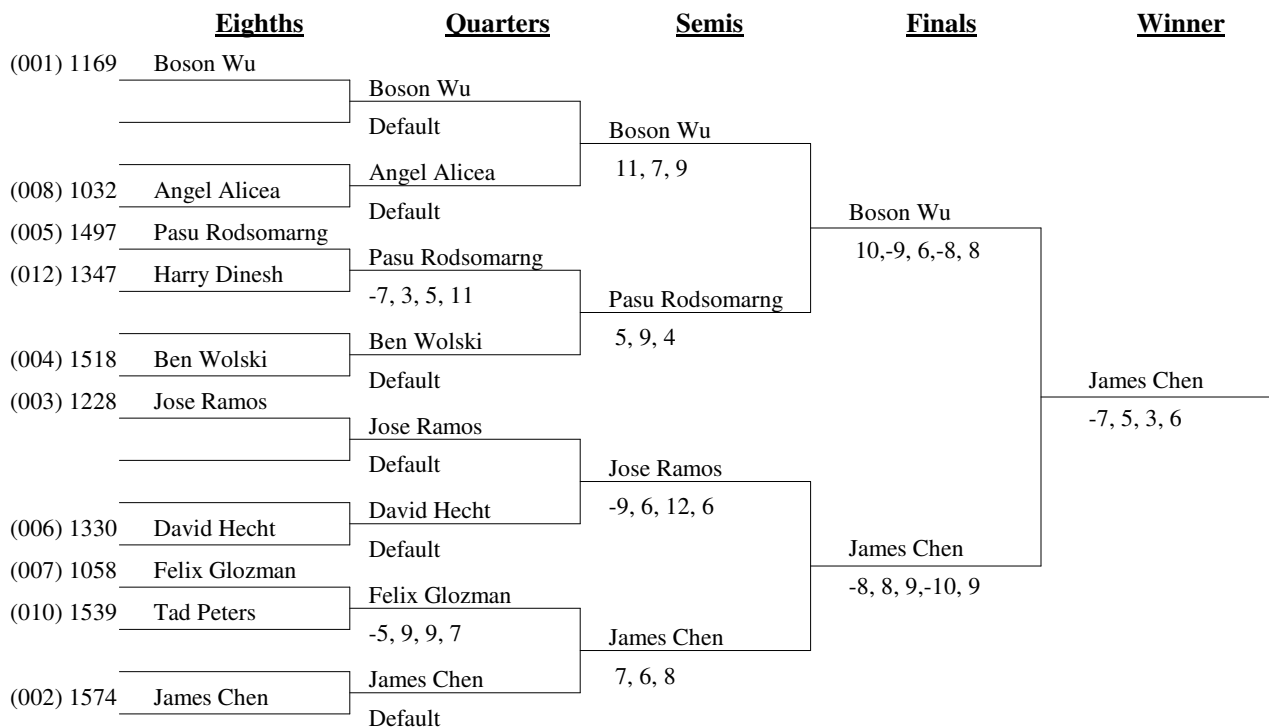 Eighths Quarters Semis Finals Winner
(001) 1169 Boson Wu
Boson Wu
Default
Boson Wu
11, 7, 9
(008) 1032 Angel Alicea
Angel Alicea
Default
Boson Wu
10,-9, 6,-8, 8
(005) 1497 Pasu Rodsomarng
(012) 1347 Harry Dinesh
Pasu Rodsomarng
-7, 3, 5, 11
Pasu Rodsomarng
5, 9, 4
(004) 1518 Ben Wolski
Ben Wolski
Default
James Chen
-7, 5, 3, 6
(003) 1228 Jose Ramos
Jose Ramos
Default
Jose Ramos
-9, 6, 12, 6
(006) 1330 David Hecht
David Hecht
Default
James Chen
-8, 8, 9,-10, 9
(007) 1058 Felix Glozman
(010) 1539 Tad Peters
Felix Glozman
-5, 9, 9, 7
James Chen
7, 6, 8
(002) 1574 James Chen
James Chen
Default